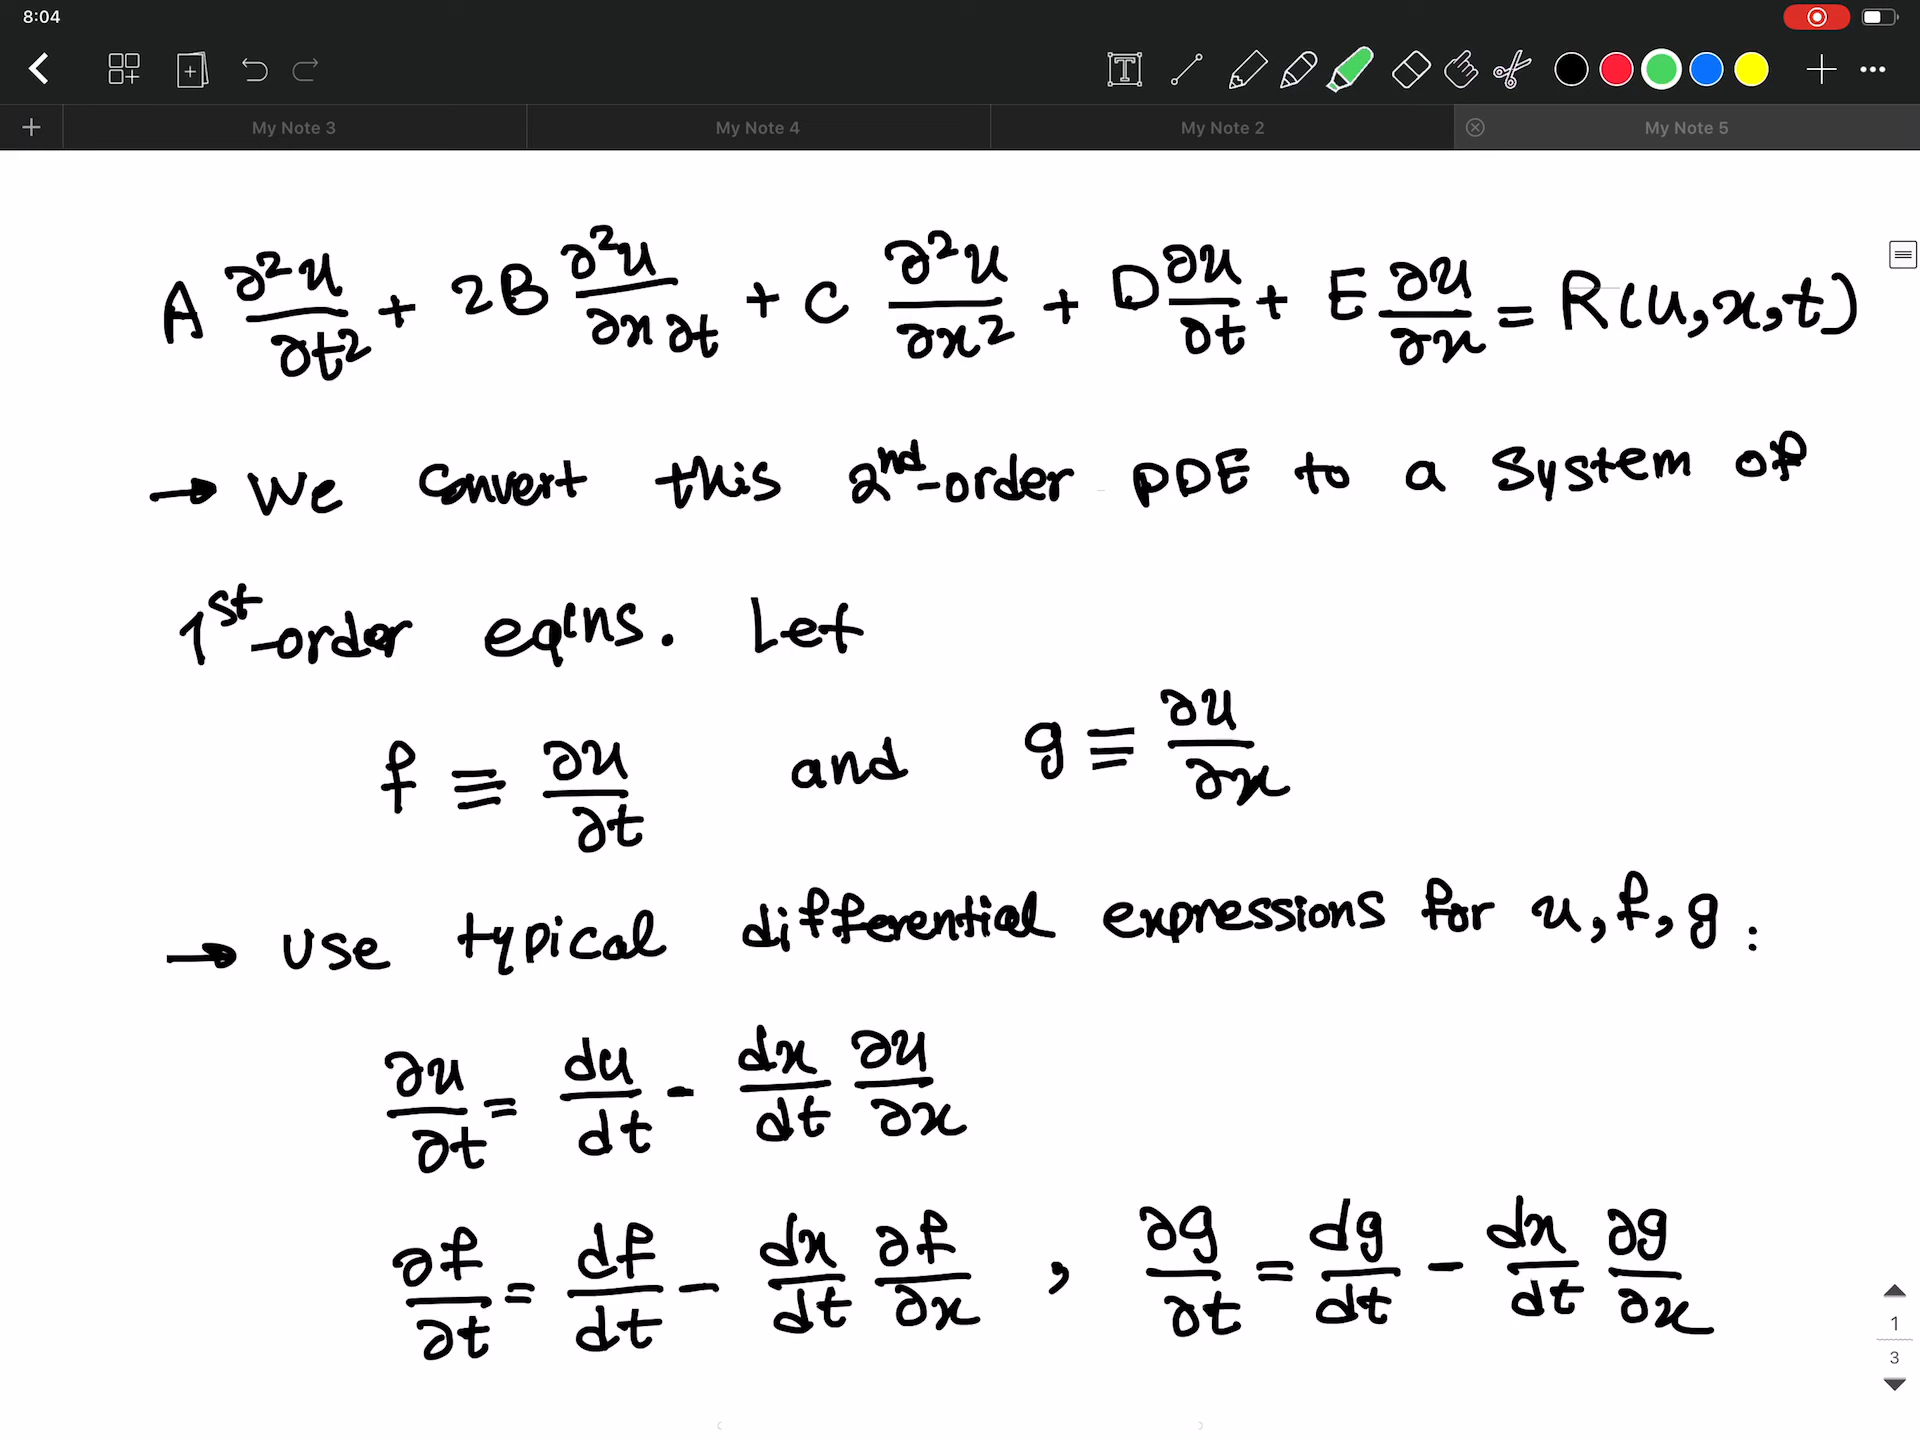 8:04
My Note 3 My Note 4 My Note 2 My Note 5
A ∂²u/∂t² + 2B ∂²u/∂x∂t + C ∂²u/∂x² + D ∂u/∂t + E ∂u/∂x = R(u,x,t)
→ We convert this 2nd-order PDE to a system of
1st-order eq'ns. Let
f ≡ ∂u/∂t and g ≡ ∂u/∂x
→ Use typical differential expressions for u, f, g :
∂u/∂t = du/dt - dx/dt ∂u/∂x
∂f/∂t = df/dt - dx/dt ∂f/∂x , ∂g/∂t = dg/dt - dx/dt ∂g/∂x
1
3